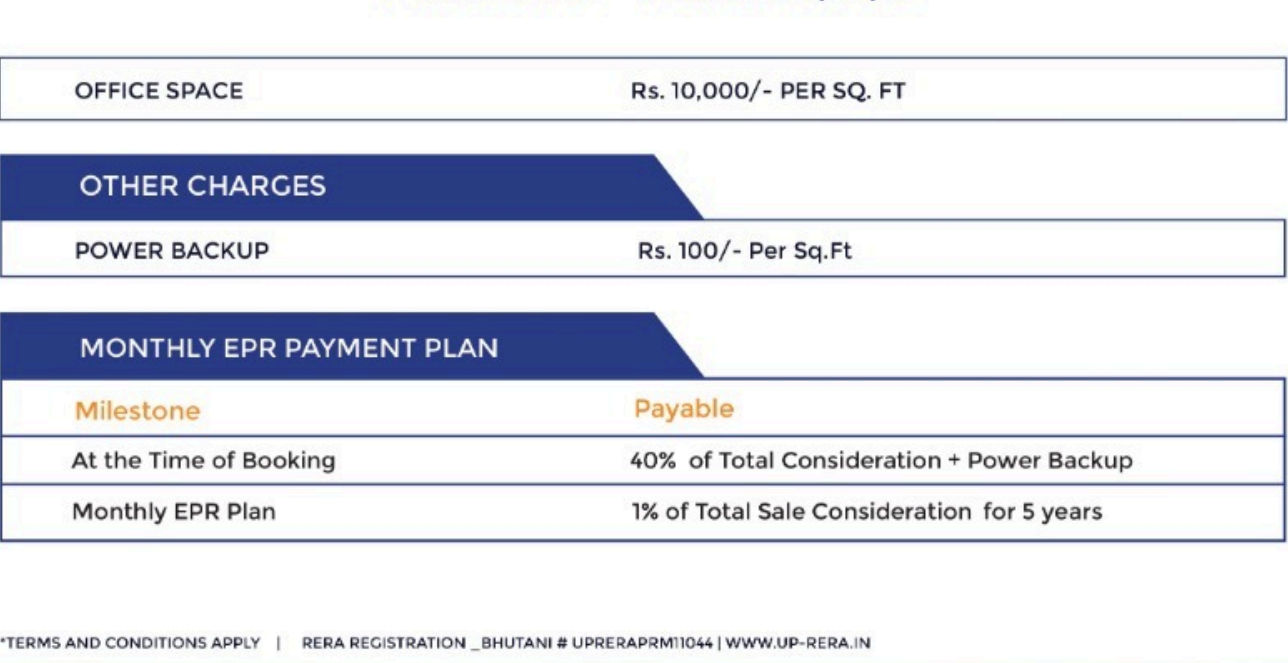 OFFICE SPACE Rs. 10,000/- PER SQ. FT
OTHER CHARGES
POWER BACKUP Rs. 100/- Per Sq.Ft
MONTHLY EPR PAYMENT PLAN
Milestone Payable
At the Time of Booking 40% of Total Consideration + Power Backup
Monthly EPR Plan 1% of Total Sale Consideration for 5 years
*TERMS AND CONDITIONS APPLY | RERA REGISTRATION _BHUTANI # UPRERAPRM11044 | WWW.UP-RERA.IN